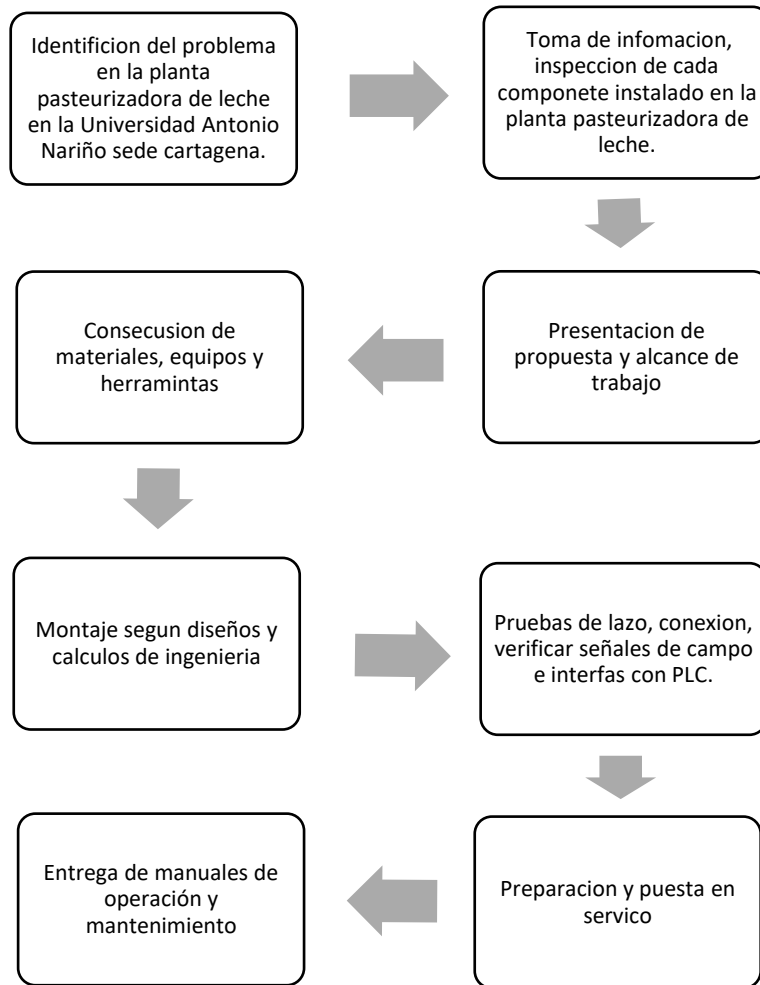 Identificion del problema
en la planta
pasteurizadora de leche
en la Universidad Antonio
Nariño sede cartagena.
Toma de infomacion,
inspeccion de cada
componete instalado en la
planta pasteurizadora de
leche.
Presentacion de
propuesta y alcance de
trabajo
Consecusion de
materiales, equipos y
herramintas
Montaje segun diseños y
calculos de ingenieria
Pruebas de lazo, conexion,
verificar señales de campo
e interfas con PLC.
Preparacion y puesta en
servico
Entrega de manuales de
operación y
mantenimiento